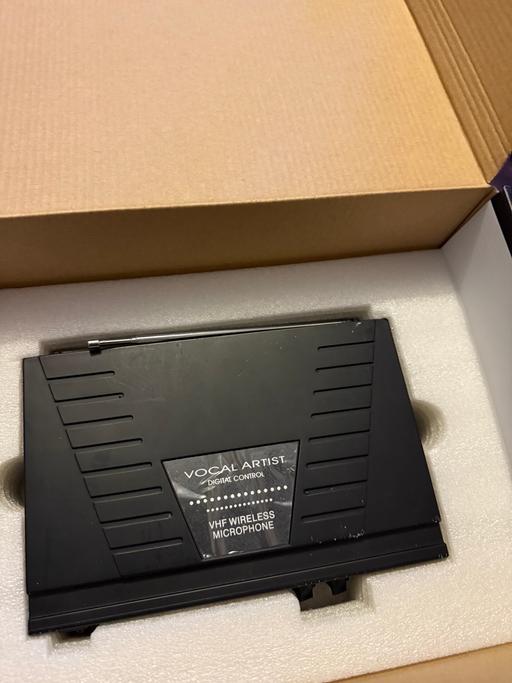 VOCAL ARTIST
DIGITAL CONTROL
VHF WIRELESS
MICROPHONE